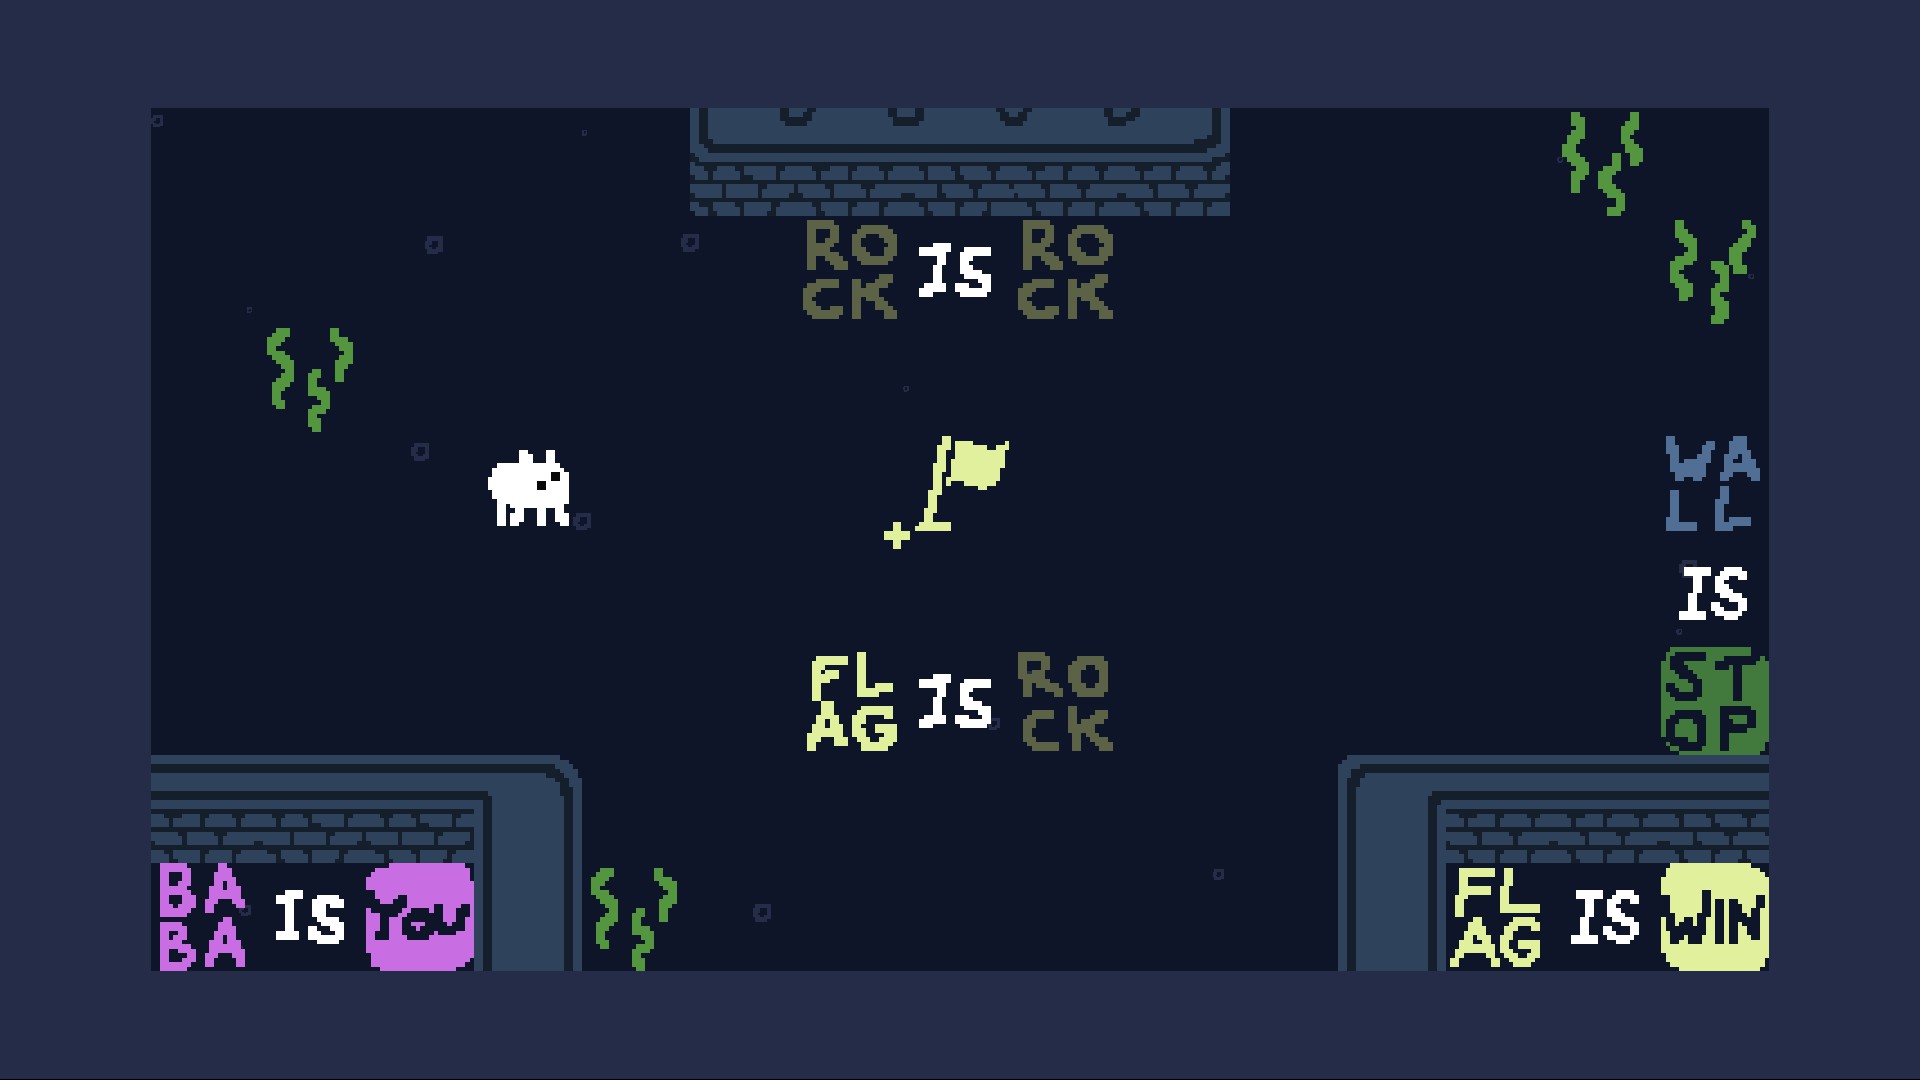 ROCK IS ROCK
WALL
IS
FLAG IS ROCK
STOP
BABA IS YOU
FLAG IS WIN